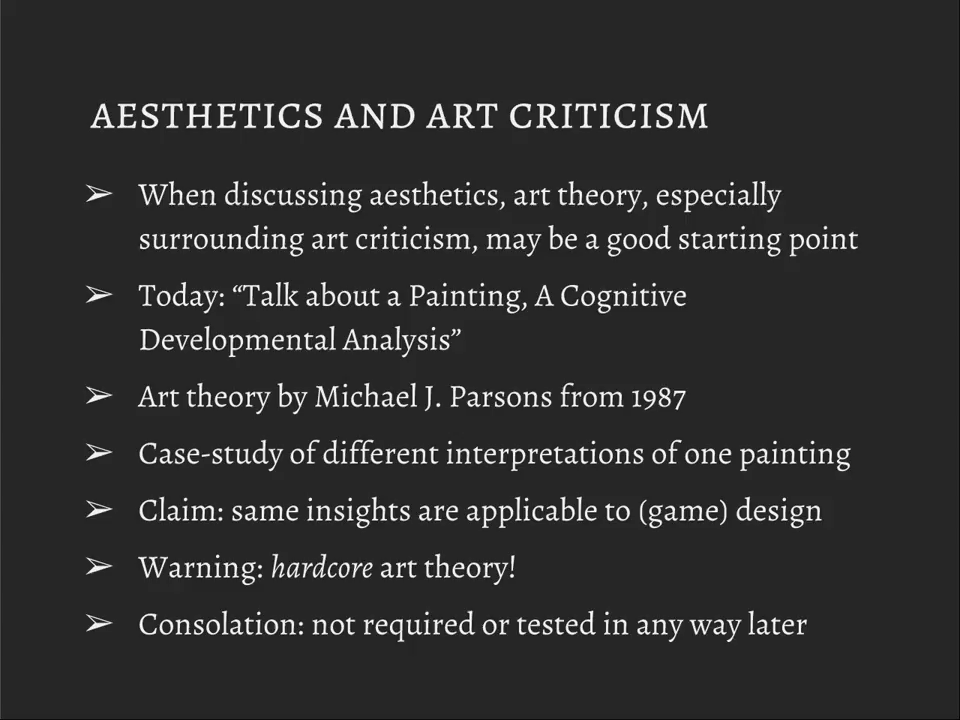 AESTHETICS AND ART CRITICISM
➢ When discussing aesthetics, art theory, especially
surrounding art criticism, may be a good starting point
➢ Today: “Talk about a Painting, A Cognitive
Developmental Analysis”
➢ Art theory by Michael J. Parsons from 1987
➢ Case-study of different interpretations of one painting
➢ Claim: same insights are applicable to (game) design
➢ Warning: hardcore art theory!
➢ Consolation: not required or tested in any way later